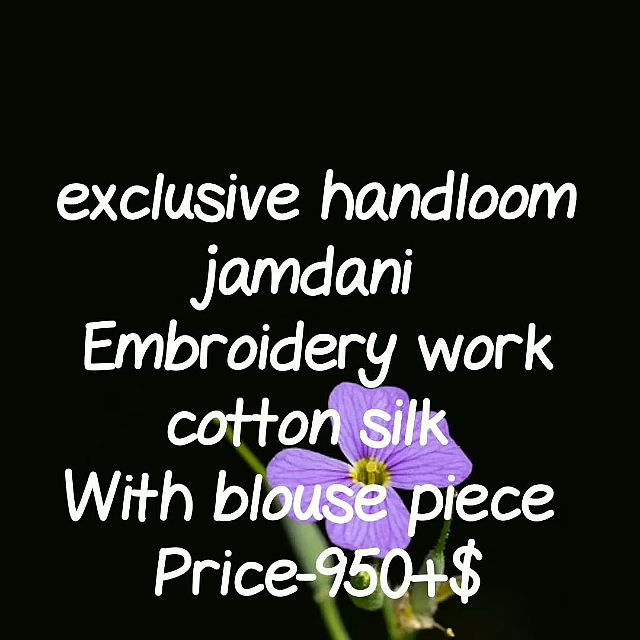 exclusive handloom
jamdani
Embroidery work
cotton silk
With blouse piece
Price-950+$